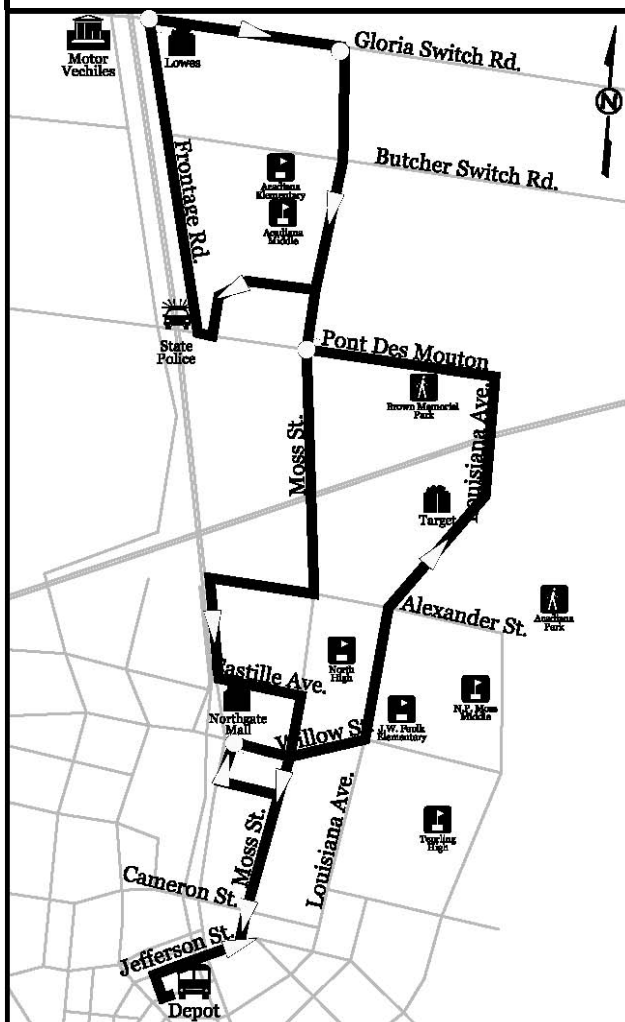 Gloria Switch Rd.
Motor
Vechiles
Lowes
N
Butcher Switch Rd.
Frontage Rd.
Acadiana
Elementary
Acadiana
Middle
State
Police
Pont Des Mouton
Brown Memorial
Park
Louisiana Ave.
Moss St.
Target
Alexander St.
Acadiana
Park
North
High
Castille Ave.
N.P. Moss
Middle
Northgate
Mall
J.W. Faulk
Elementary
Willow St.
Louisiana Ave.
Moss St.
High
Cameron St.
Jefferson St.
Depot